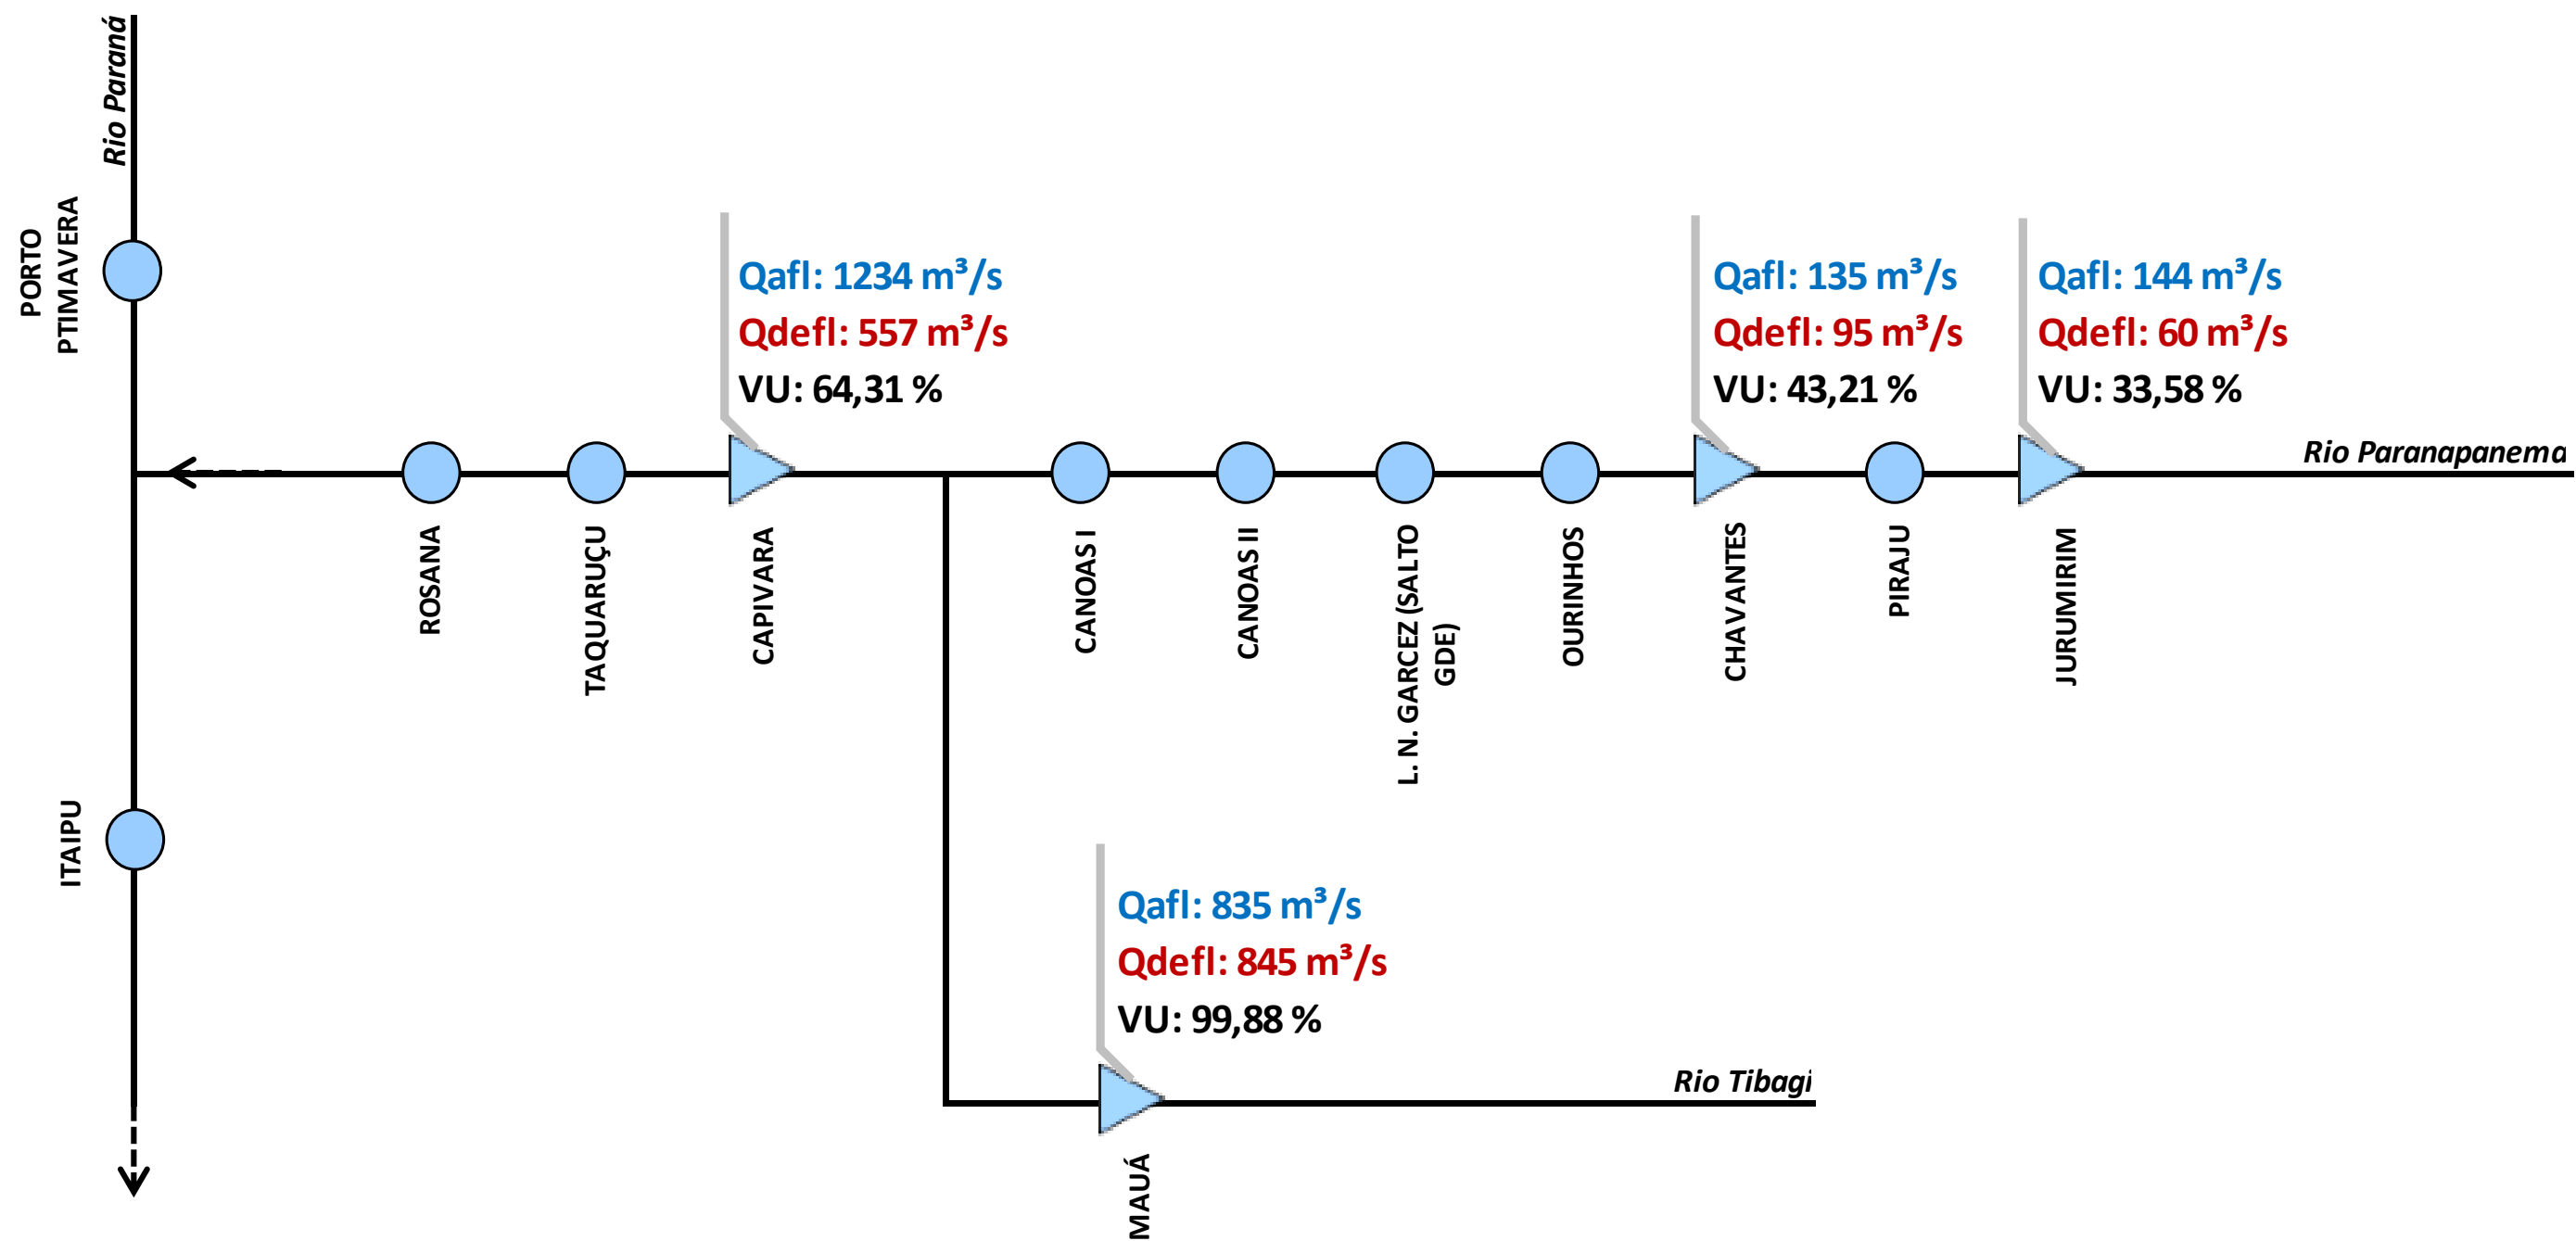 Rio Paraná
PORTO
PTIMAVERA
Qafl: 1234 m³/s
Qdefl: 557 m³/s
VU: 64,31 %
Qafl: 135 m³/s
Qdefl: 95 m³/s
VU: 43,21 %
Qafl: 144 m³/s
Qdefl: 60 m³/s
VU: 33,58 %
Rio Paranapanema
ROSANA
TAQUARUÇU
CAPIVARA
CANOAS I
CANOAS II
L. N. GARCEZ (SALTO
GDE)
OURINHOS
CHAVANTES
PIRAJU
JURUMIRIM
ITAIPU
Qafl: 835 m³/s
Qdefl: 845 m³/s
VU: 99,88 %
Rio Tibagi
MAUÁ